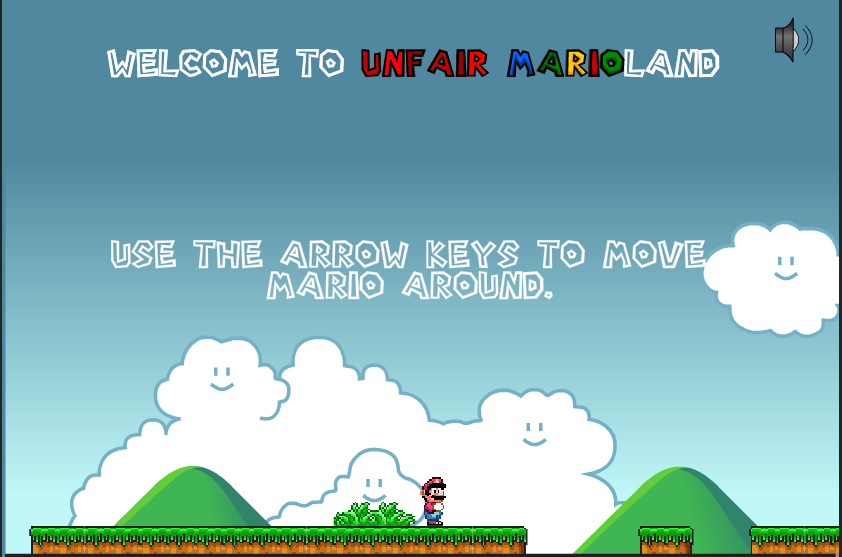 WELCOME TO UNFAIR MARIOLAND
USE THE ARROW KEYS TO MOVE
MARIO AROUND.